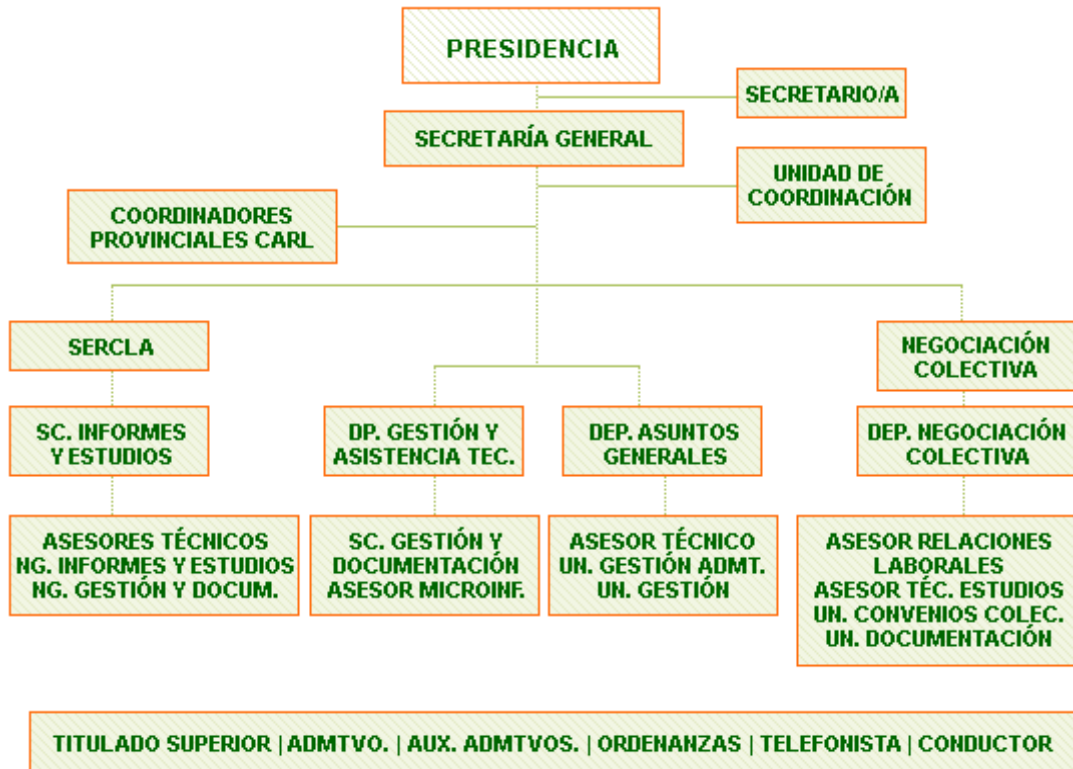 PRESIDENCIA
SECRETARIO/A
SECRETARÍA GENERAL
UNIDAD DE
COORDINACIÓN
COORDINADORES
PROVINCIALES CARL
SERCLA
NEGOCIACIÓN
COLECTIVA
SC. INFORMES
Y ESTUDIOS
DP. GESTIÓN Y
ASISTENCIA TEC.
DEP. ASUNTOS
GENERALES
DEP. NEGOCIACIÓN
COLECTIVA
ASESORES TÉCNICOS
NG. INFORMES Y ESTUDIOS
NG. GESTIÓN Y DOCUM.
SC. GESTIÓN Y
DOCUMENTACIÓN
ASESOR MICROINF.
ASESOR TÉCNICO
UN. GESTIÓN ADMT.
UN. GESTIÓN
ASESOR RELACIONES
LABORALES
ASESOR TÉC. ESTUDIOS
UN. CONVENIOS COLEC.
UN. DOCUMENTACIÓN
TITULADO SUPERIOR | ADMTVO. | AUX. ADMTVOS. | ORDENANZAS | TELEFONISTA | CONDUCTOR